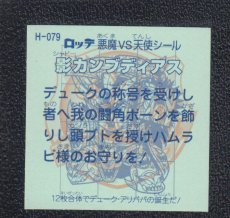 H-079
ロッテ 悪魔VS天使シール
影カンブディアス
デュークの称号を受けし
者へ我の闘角ボーンを飾
りし頭プトを授けハムラ
ビ様のお守りを!
12枚合体でデューク・アリババの誕生だ!